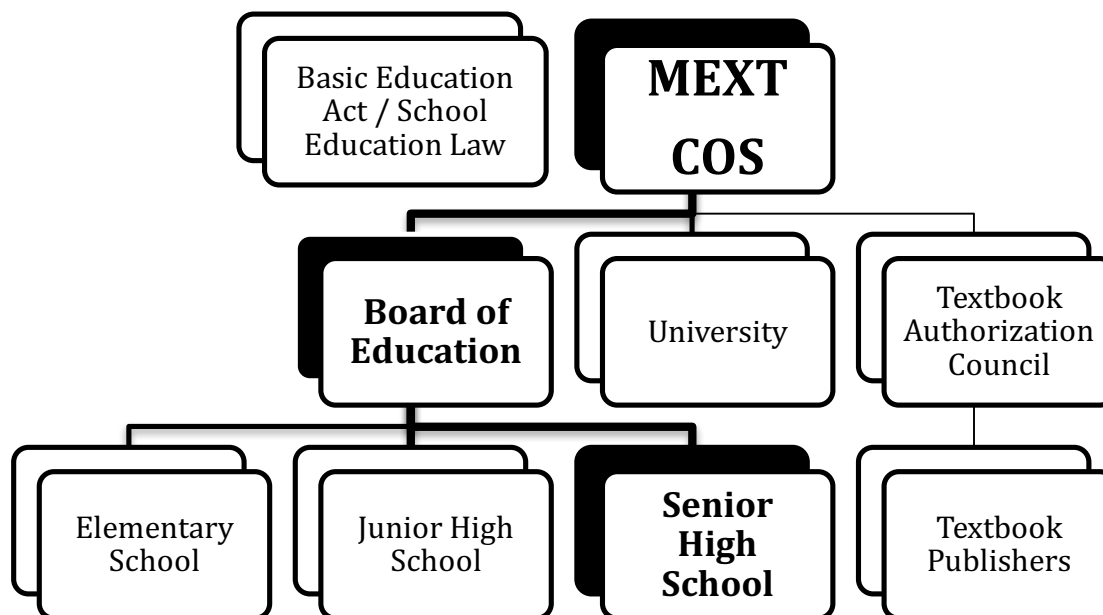 Basic Education
Act / School
Education Law
MEXT
COS
Board of
Education
University
Textbook
Authorization
Council
Elementary
School
Junior High
School
Senior
High
School
Textbook
Publishers